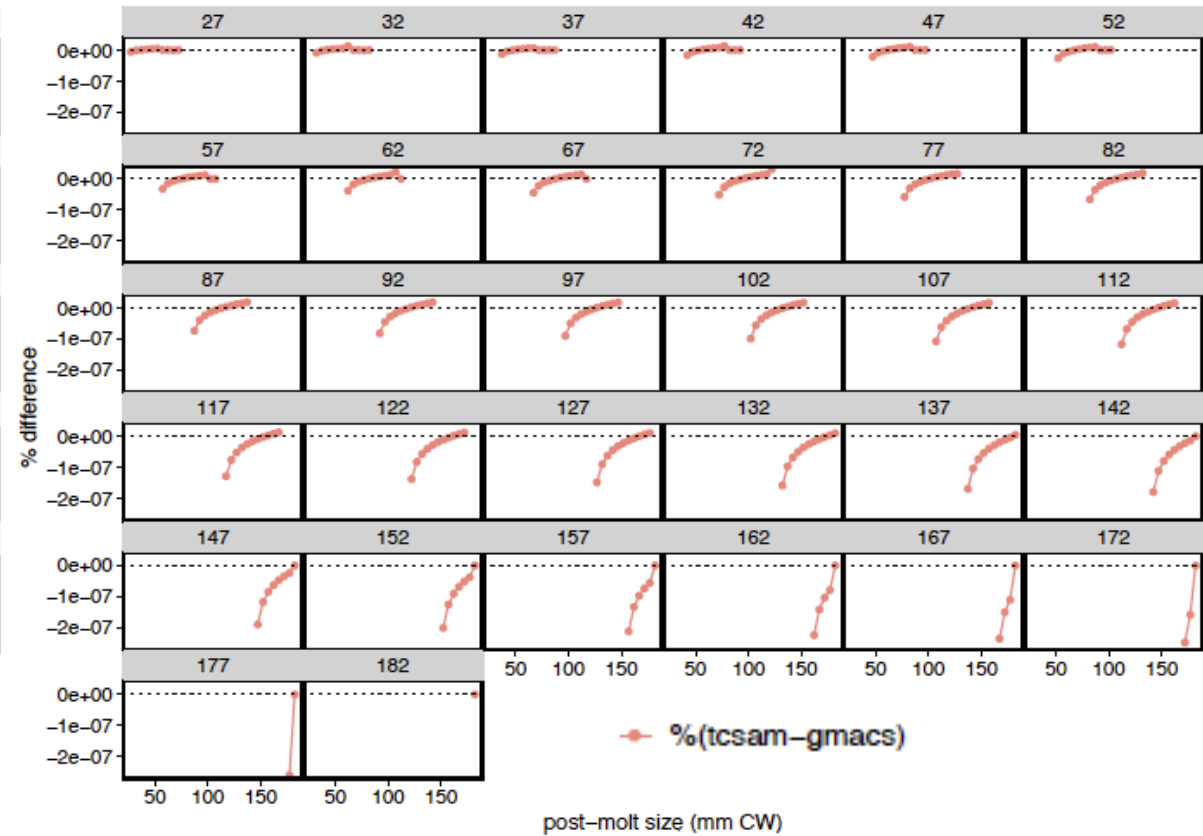 27 32 37 42 47 52
0e+00
−1e−07
−2e−07
57 62 67 72 77 82
0e+00
−1e−07
−2e−07
87 92 97 102 107 112
0e+00
−1e−07
−2e−07
% difference
117 122 127 132 137 142
0e+00
−1e−07
−2e−07
147 152 157 162 167 172
0e+00
−1e−07
−2e−07
50 100 150 50 100 150 50 100 150 50 100 150
177 182
0e+00
−1e−07
−2e−07
%(tcsam−gmacs)
50 100 150 50 100 150
post−molt size (mm CW)